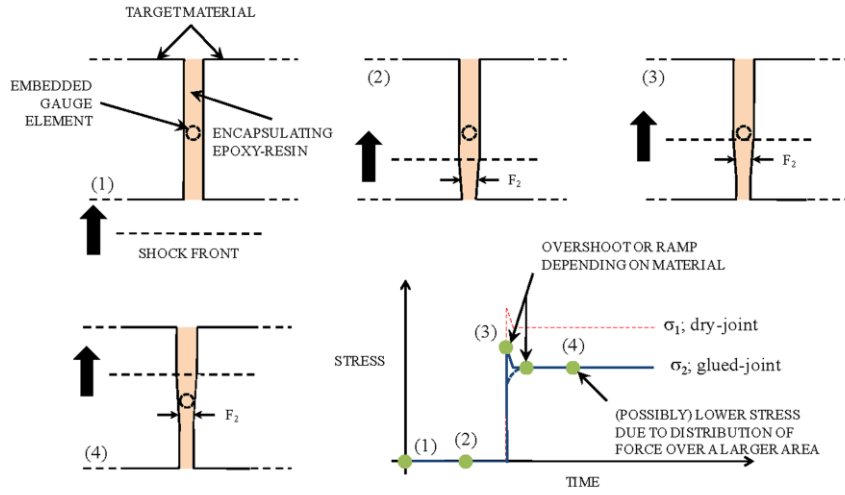 TARGET MATERIAL
EMBEDDED
GAUGE
ELEMENT
ENCAPSULATING
EPOXY-RESIN
(1)
SHOCK FRONT
(2)
F2
(3)
F2
(4)
F2
OVERSHOOT OR RAMP
DEPENDING ON MATERIAL
STRESS
(1)
(2)
(3)
(4)
σ1; dry-joint
σ2; glued-joint
(POSSIBLY) LOWER STRESS
DUE TO DISTRIBUTION OF
FORCE OVER A LARGER AREA
TIME